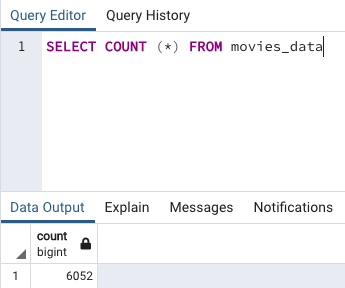 Query Editor Query History
1 SELECT COUNT (*) FROM movies_data
Data Output Explain Messages Notifications
count
bigint
1 6052